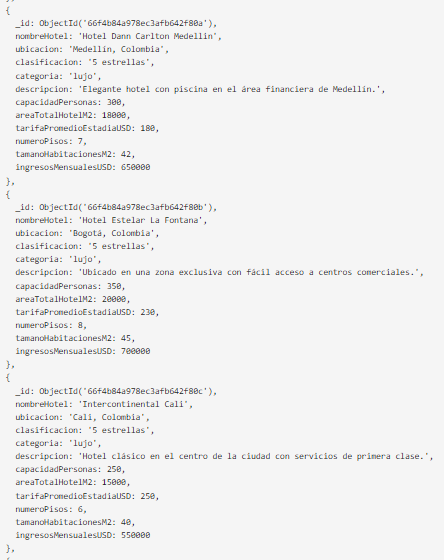 {
_id: ObjectId('66f4b84a978ec3afb642f80a'),
nombreHotel: 'Hotel Dann Carlton Medellín',
ubicacion: 'Medellín, Colombia',
clasificacion: '5 estrellas',
categoria: 'lujo',
descripcion: 'Elegante hotel con piscina en el área financiera de Medellín.',
capacidadPersonas: 300,
areaTotalHotelM2: 18000,
tarifaPromedioEstadiaUSD: 180,
numeroPisos: 7,
tamanoHabitacionesM2: 42,
ingresosMensualesUSD: 650000
},
{
_id: ObjectId('66f4b84a978ec3afb642f80b'),
nombreHotel: 'Hotel Estelar La Fontana',
ubicacion: 'Bogotá, Colombia',
clasificacion: '5 estrellas',
categoria: 'lujo',
descripcion: 'Ubicado en una zona exclusiva con fácil acceso a centros comerciales.',
capacidadPersonas: 350,
areaTotalHotelM2: 20000,
tarifaPromedioEstadiaUSD: 230,
numeroPisos: 8,
tamanoHabitacionesM2: 45,
ingresosMensualesUSD: 700000
},
{
_id: ObjectId('66f4b84a978ec3afb642f80c'),
nombreHotel: 'Intercontinental Cali',
ubicacion: 'Cali, Colombia',
clasificacion: '5 estrellas',
categoria: 'lujo',
descripcion: 'Hotel clásico en el centro de la ciudad con servicios de primera clase.',
capacidadPersonas: 250,
areaTotalHotelM2: 15000,
tarifaPromedioEstadiaUSD: 250,
numeroPisos: 6,
tamanoHabitacionesM2: 40,
ingresosMensualesUSD: 550000
},